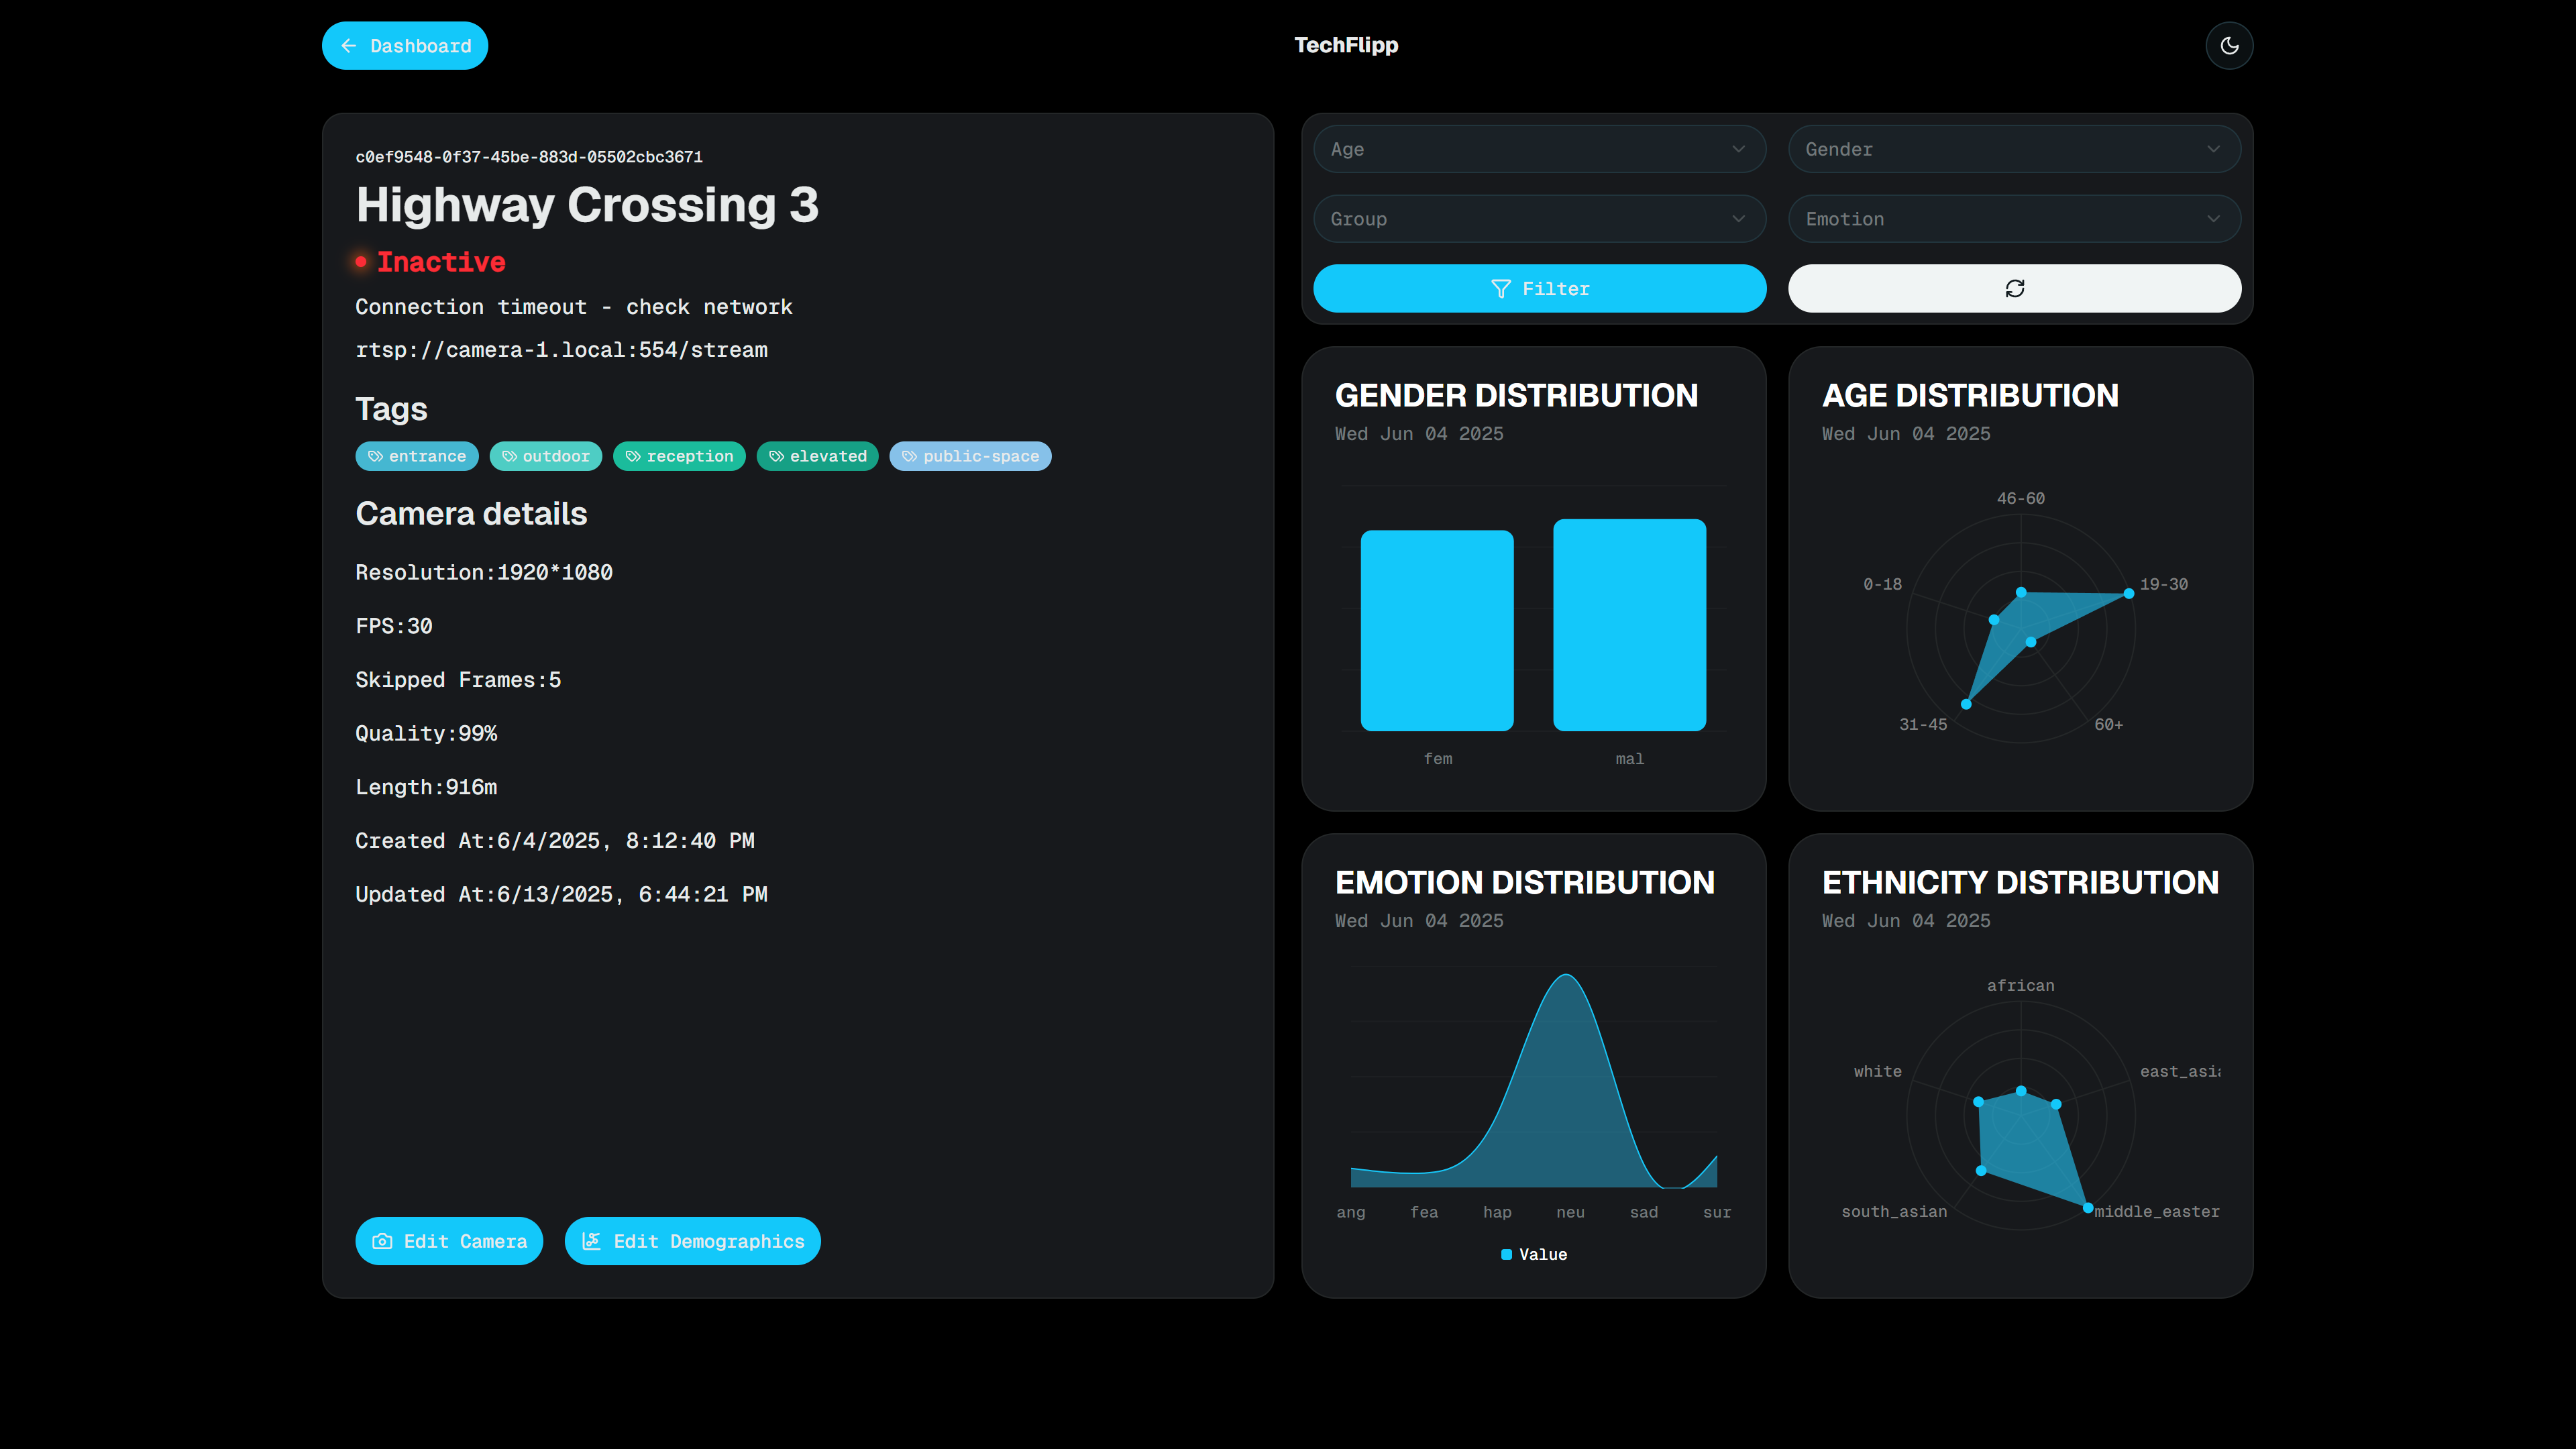 Dashboard
TechFlipp
c0ef9548-0f37-45be-883d-05502cbc3671
Highway Crossing 3
Inactive
Connection timeout - check network
rtsp://camera-1.local:554/stream
Tags
entrance outdoor reception elevated public-space
Camera details
Resolution:1920*1080
FPS:30
Skipped Frames:5
Quality:99%
Length:916m
Created At:6/4/2025, 8:12:40 PM
Updated At:6/13/2025, 6:44:21 PM
Edit Camera Edit Demographics
Age Gender
Group Emotion
Filter
GENDER DISTRIBUTION
Wed Jun 04 2025
fem mal
AGE DISTRIBUTION
Wed Jun 04 2025
46-60
0-18 19-30
31-45 60+
EMOTION DISTRIBUTION
Wed Jun 04 2025
ang fea hap neu sad sur
Value
ETHNICITY DISTRIBUTION
Wed Jun 04 2025
african
white east_asi
south_asian middle_easter